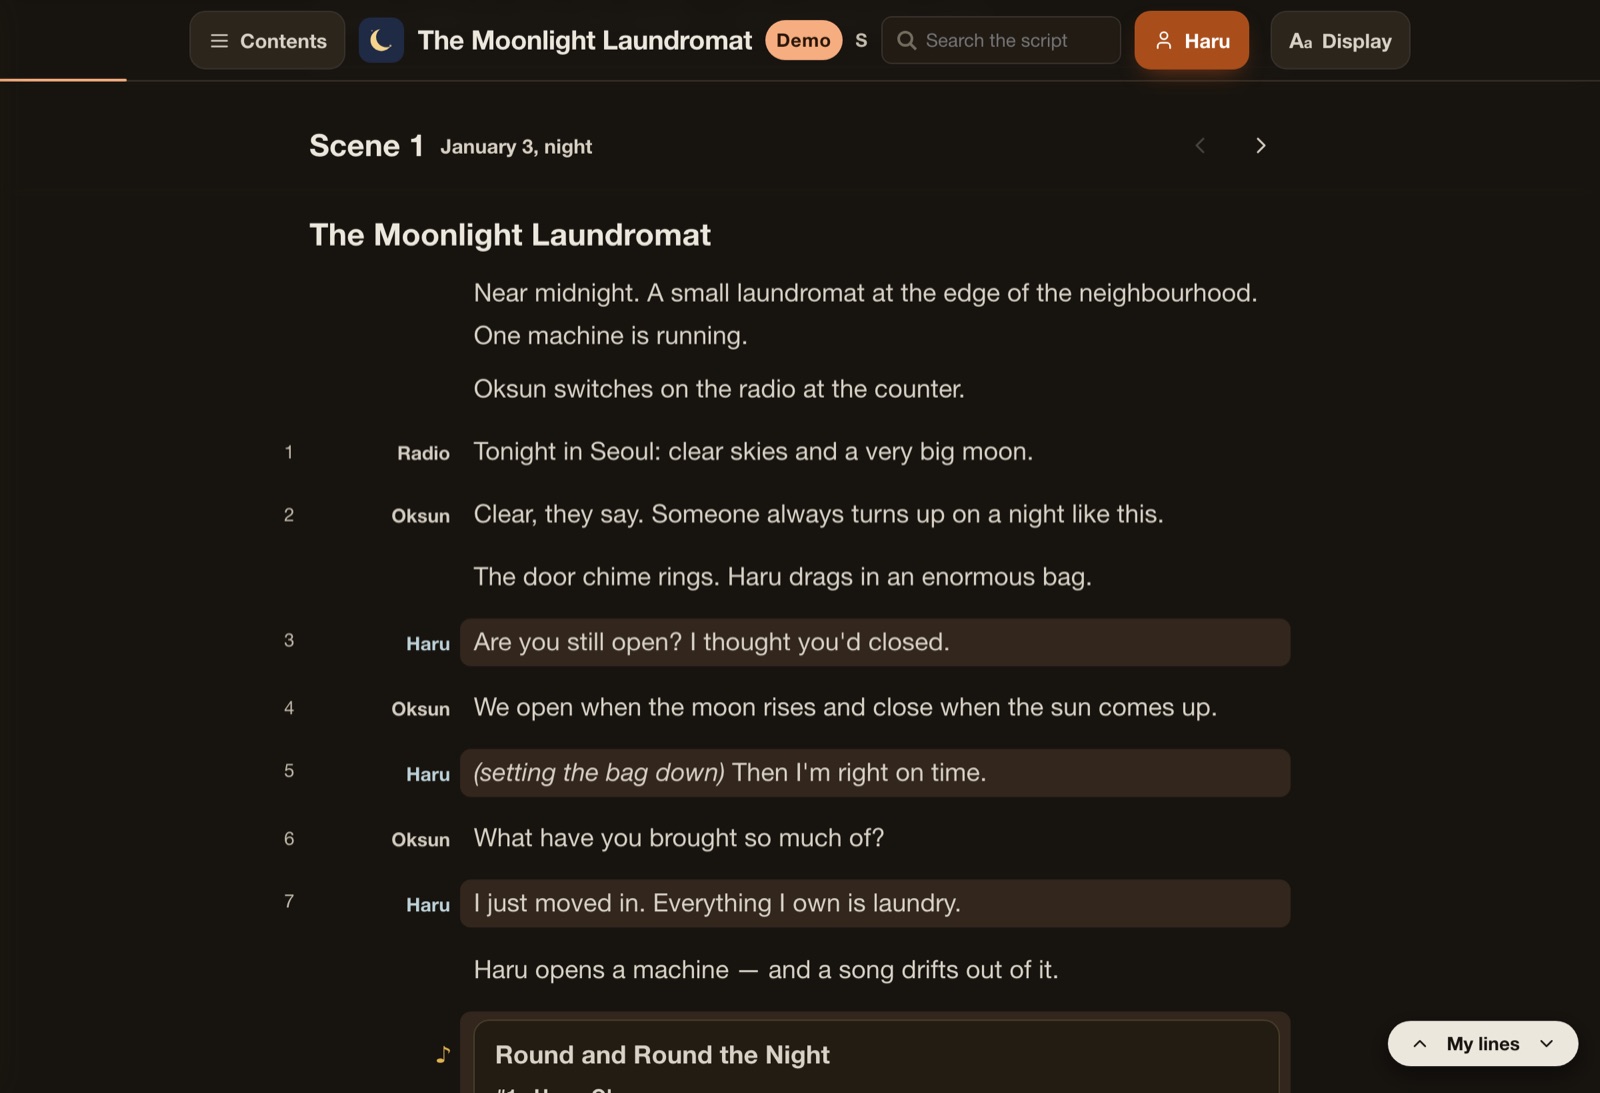 Contents
The Moonlight Laundromat
Demo
S
Search the script
Haru
Aa Display
Scene 1 January 3, night
The Moonlight Laundromat
Near midnight. A small laundromat at the edge of the neighbourhood.
One machine is running.
Oksun switches on the radio at the counter.
1 Radio Tonight in Seoul: clear skies and a very big moon.
2 Oksun Clear, they say. Someone always turns up on a night like this.
The door chime rings. Haru drags in an enormous bag.
3 Haru Are you still open? I thought you'd closed.
4 Oksun We open when the moon rises and close when the sun comes up.
5 Haru (setting the bag down) Then I'm right on time.
6 Oksun What have you brought so much of?
7 Haru I just moved in. Everything I own is laundry.
Haru opens a machine — and a song drifts out of it.
Round and Round the Night
My lines